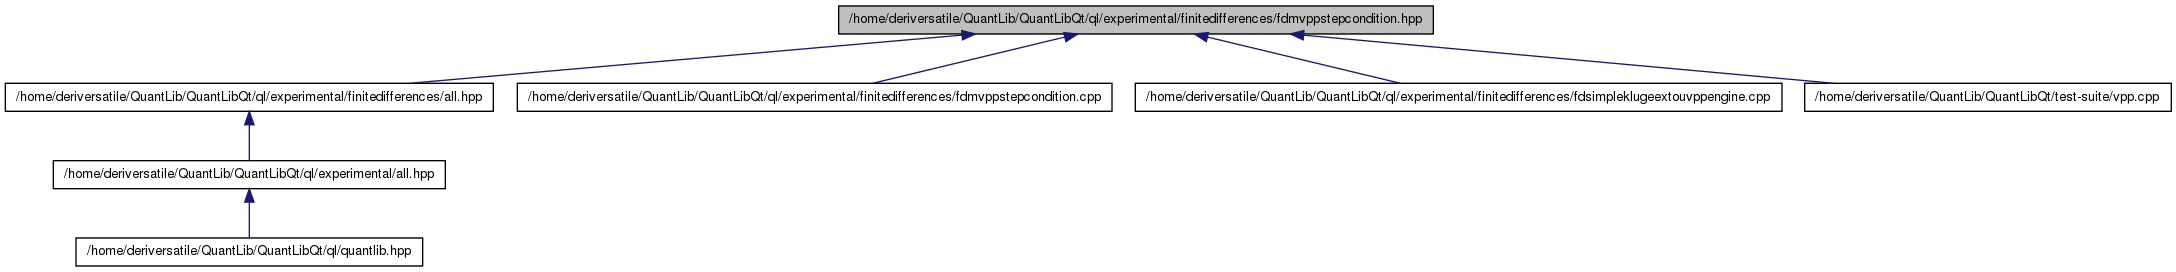 /home/deriversatile/QuantLib/QuantLibQt/ql/experimental/finitedifferences/fdmvppstepcondition.hpp
/home/deriversatile/QuantLib/QuantLibQt/ql/experimental/finitedifferences/all.hpp
/home/deriversatile/QuantLib/QuantLibQt/ql/experimental/finitedifferences/fdmvppstepcondition.cpp
/home/deriversatile/QuantLib/QuantLibQt/ql/experimental/finitedifferences/fdsimpleklugeextouvppengine.cpp
/home/deriversatile/QuantLib/QuantLibQt/test-suite/vpp.cpp
/home/deriversatile/QuantLib/QuantLibQt/ql/experimental/all.hpp
/home/deriversatile/QuantLib/QuantLibQt/ql/quantlib.hpp